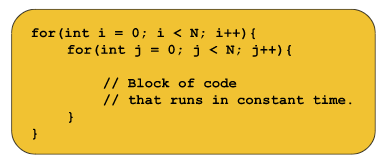 for(int i = 0; i < N; i++){
for(int j = 0; j < N; j++){
// Block of code
// that runs in constant time.
}
}